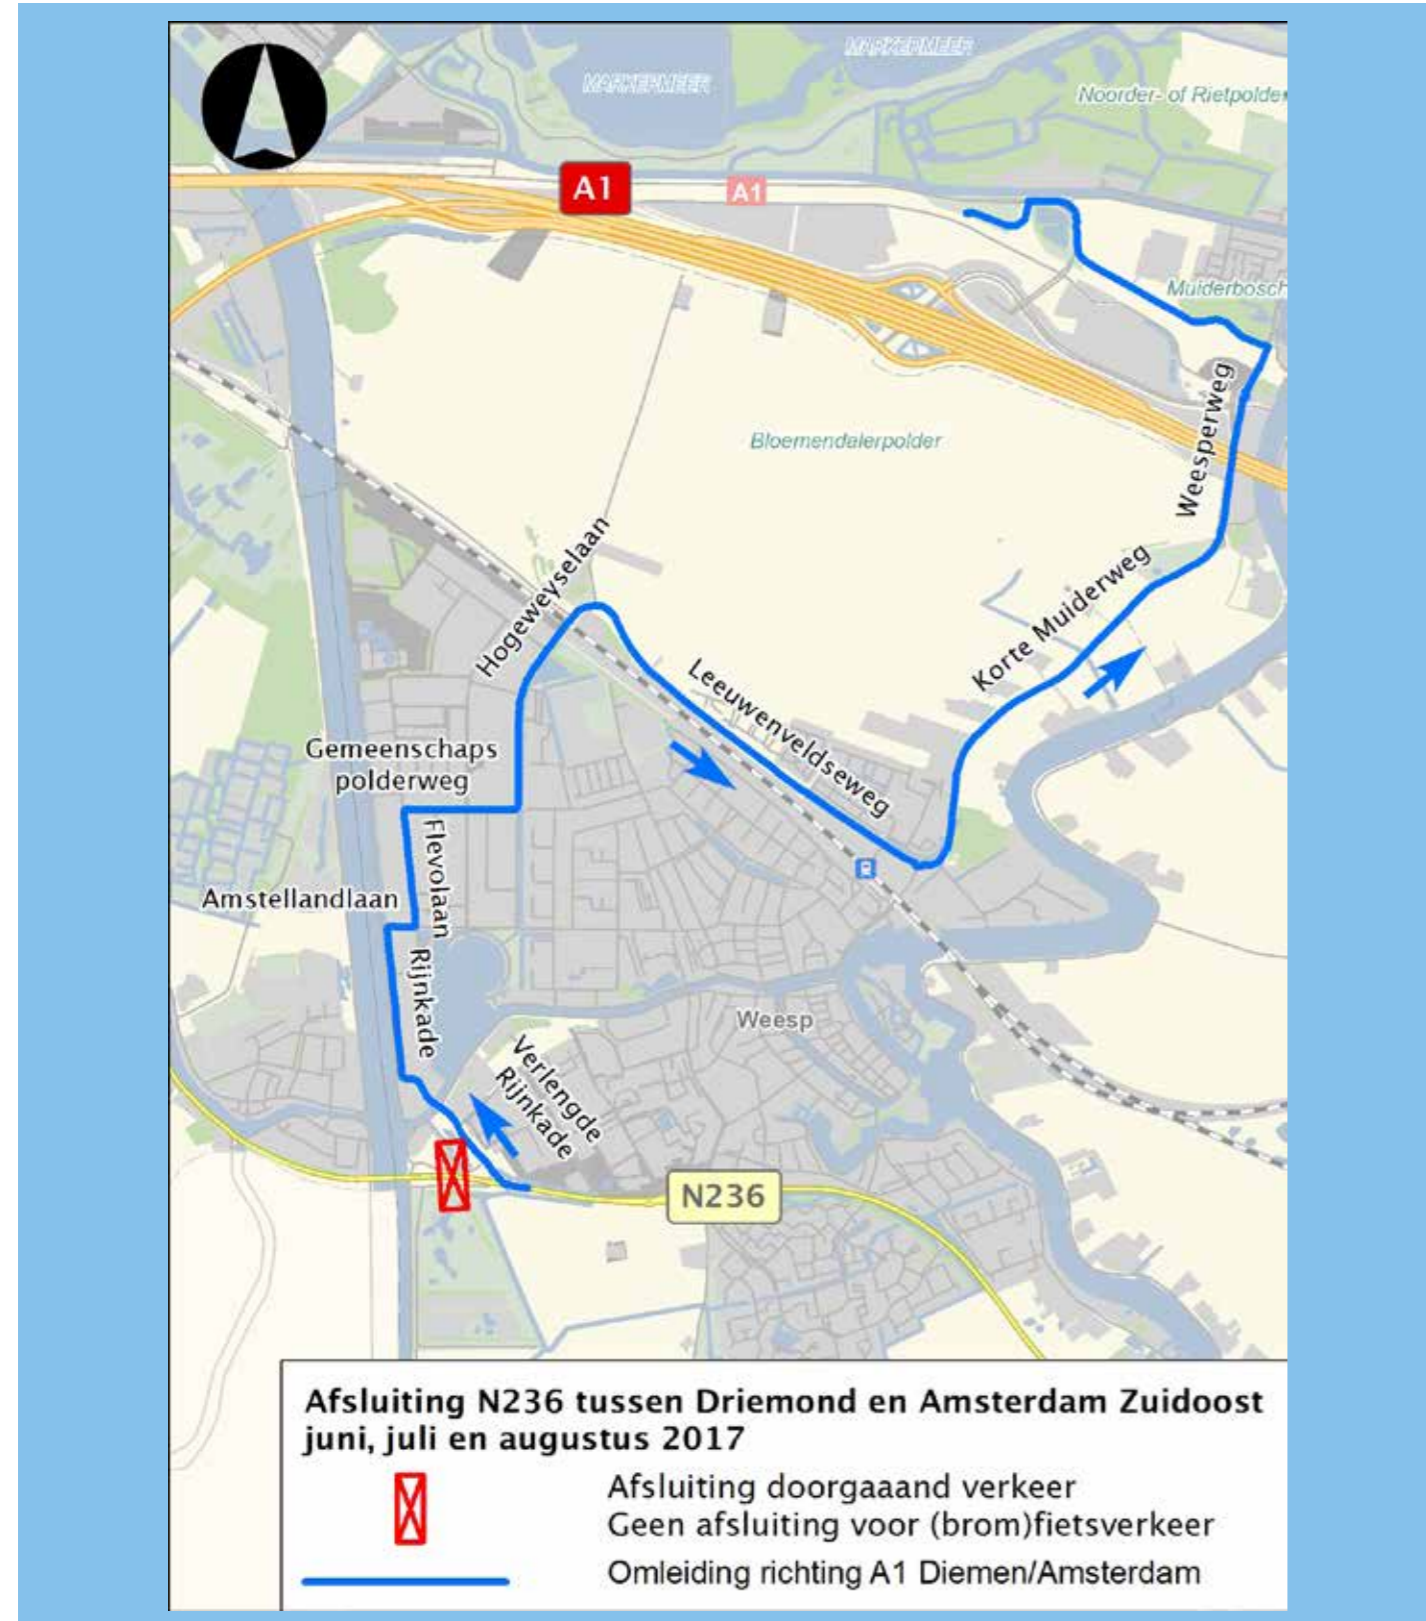 MARKERMEER
MARKERMEER
Noorder- of Rietpolder
A1
A1
Muiderbosch
Weesperweg
Bloemendalerpolder
Hogeweyselaan
Korte Muiderweg
Leeuwenveldseweg
Gemeenschaps
polderweg
Flevolaan
Amstellandlaan
Rijnkade
Weesp
Verlengde
Rijnkade
N236
Afsluiting N236 tussen Driemond en Amsterdam Zuidoost
juni, juli en augustus 2017
Afsluiting doorgaaand verkeer
Geen afsluiting voor (brom)fietsverkeer
Omleiding richting A1 Diemen/Amsterdam